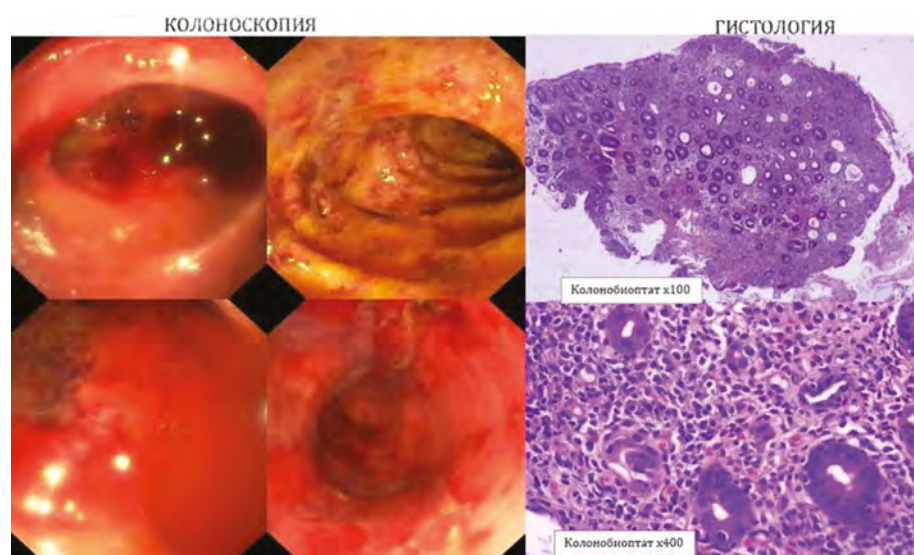 КОЛОНОСКОПИЯ
ГИСТОЛОГИЯ
Колонобиоптат х100
Колонобиоптат х400